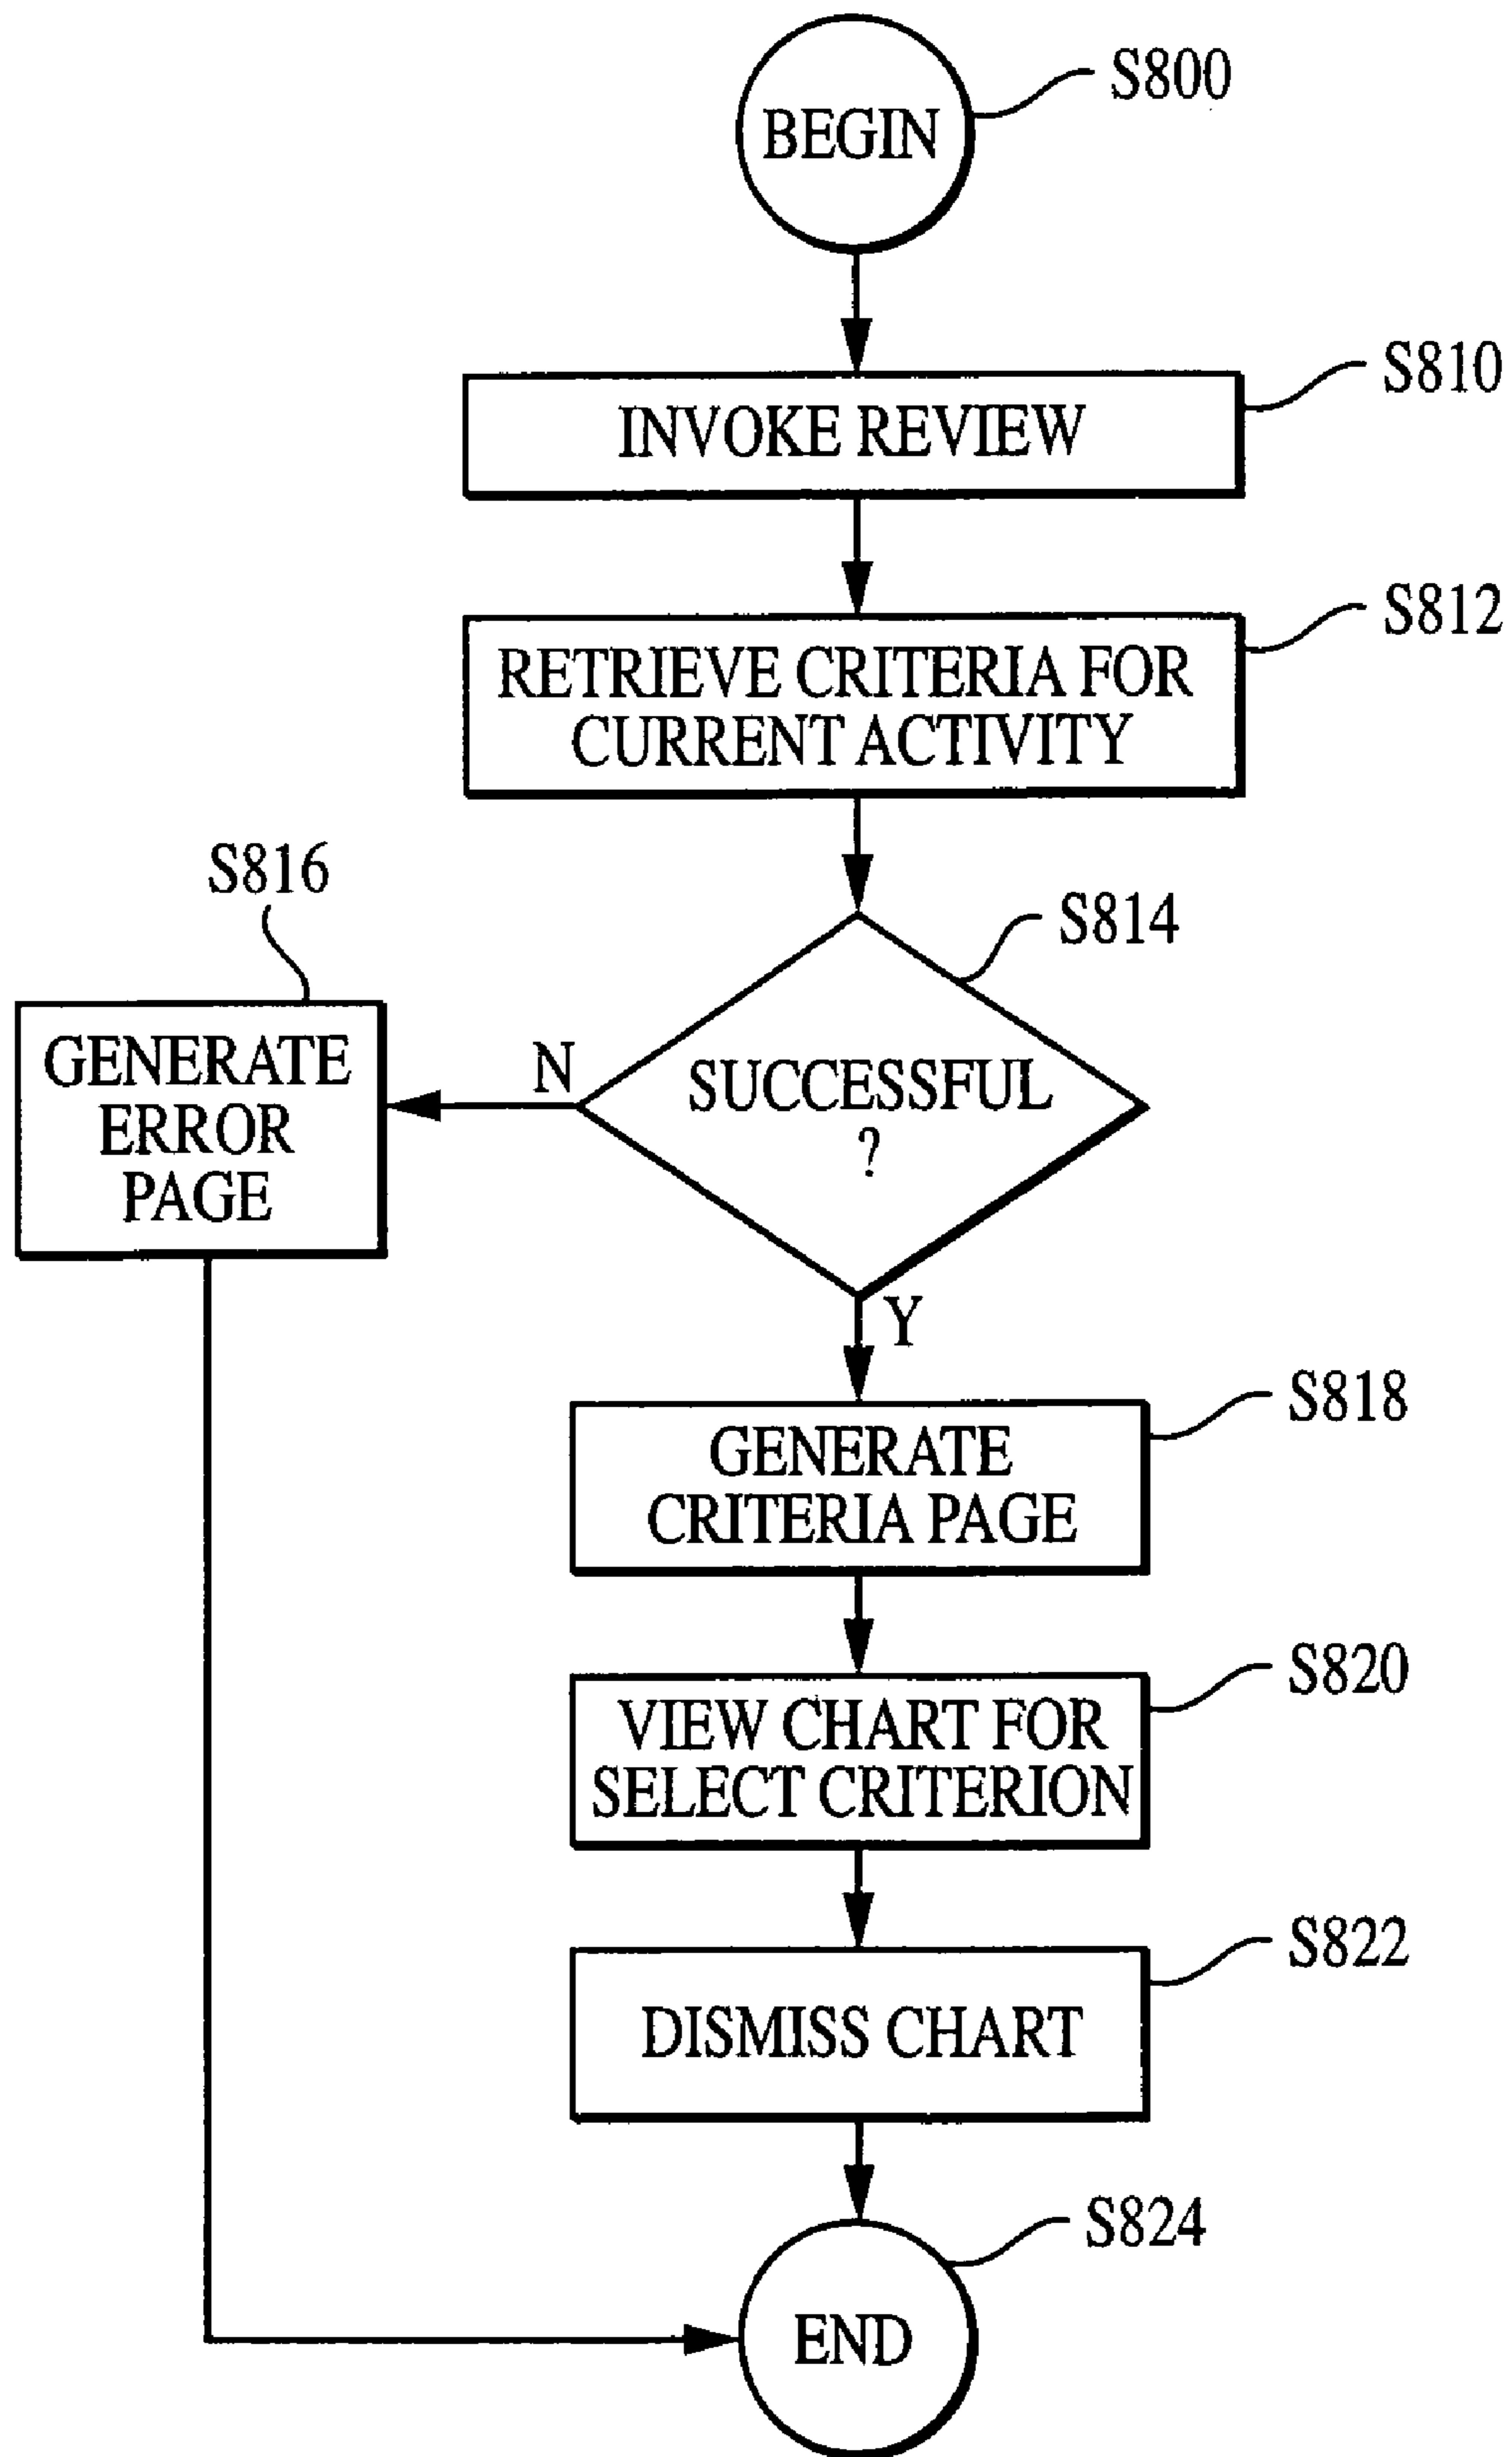 S800
BEGIN
S810
INVOKE REVIEW
S812
RETRIEVE CRITERIA FOR
CURRENT ACTIVITY
S814
SUCCESSFUL
?
N
S816
GENERATE
ERROR
PAGE
Y
S818
GENERATE
CRITERIA PAGE
S820
VIEW CHART FOR
SELECT CRITERION
S822
DISMISS CHART
S824
END